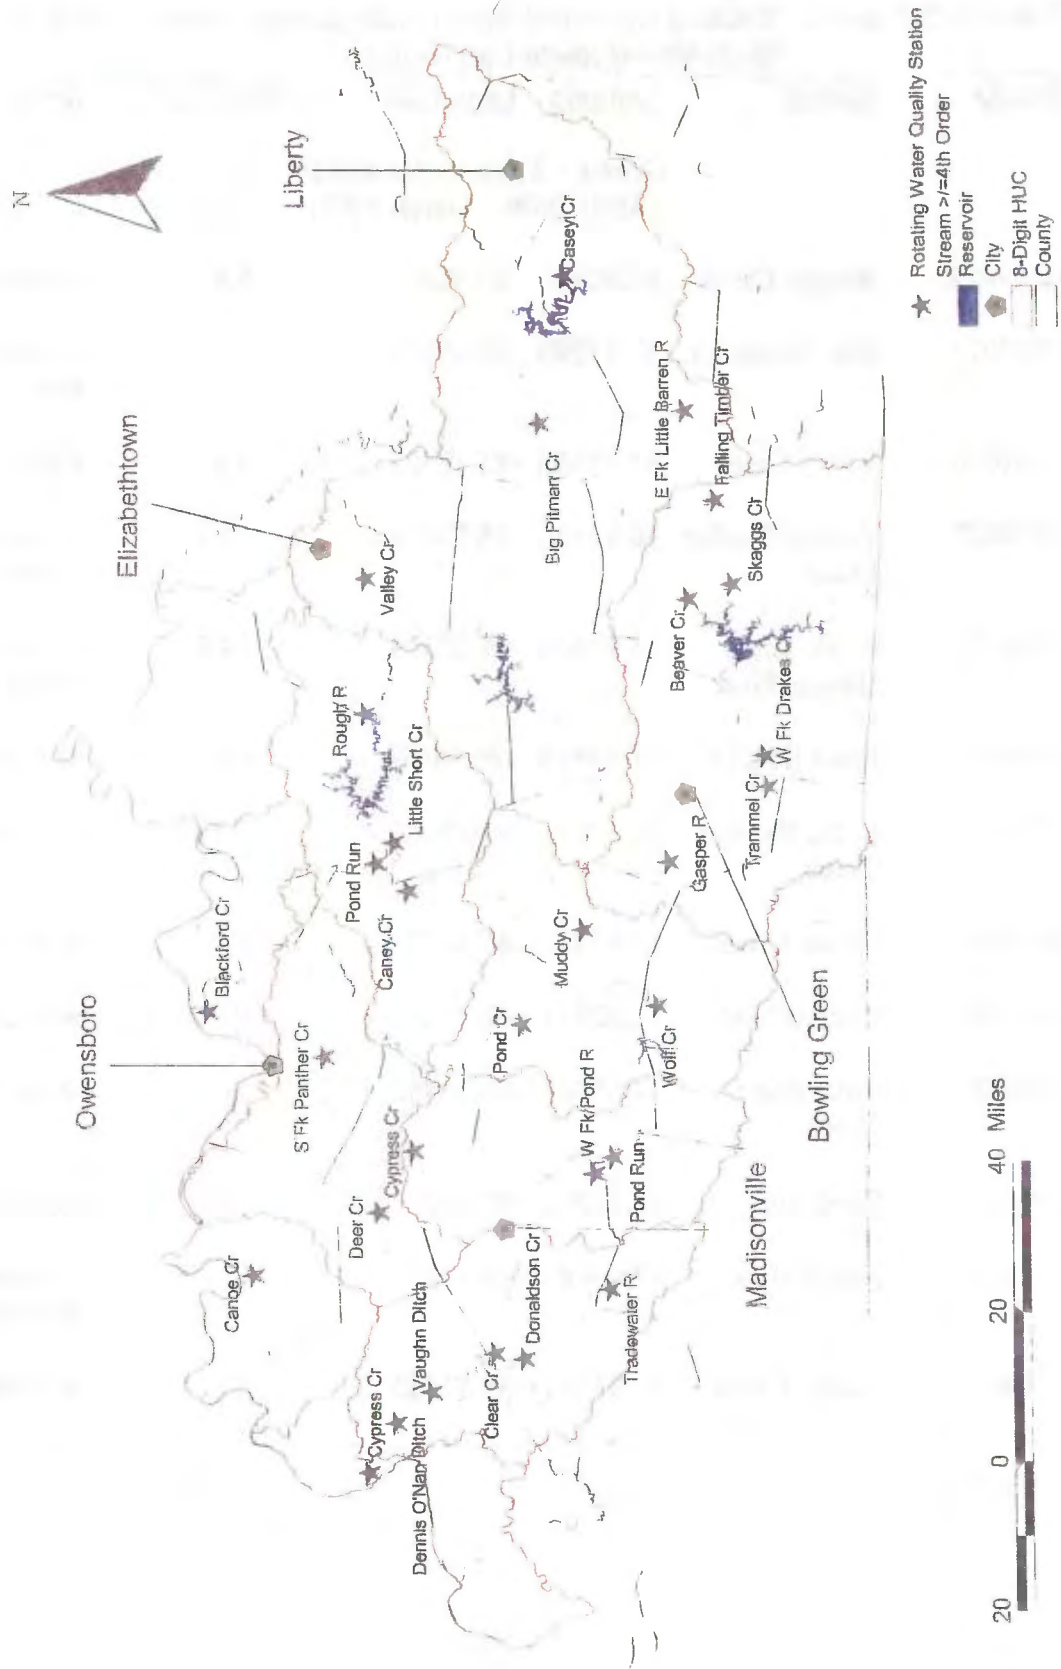 N
Liberty
Elizabethtown
Owensboro
Casey Cr
Valley Cr
Rough R
Big Pitman Cr
E Fk Little Barren R
Falling Timber Cr
Skaggs Cr
Beaver Cr
Little Short Cr
Pond Run
Caney Cr
Blackford Cr
S Fk Panther Cr
W Fk Drakes Cr
Trammel Cr
Gasper R
Muddy Cr
Pond Cr
Wolf Cr
W Fk/Pond R
Pond Run
Cypress Cr
Deer Cr
Canoe Cr
Donaldson Cr
Tradewater R
Vaughn Ditch
Clear Cr
Cypress Cr
Dennis O'Nan Ditch
Bowling Green
Madisonville
Rotating Water Quality Station
Stream >/=4th Order
Reservoir
City
8-Digit HUC
County
20 0 20 40 Miles